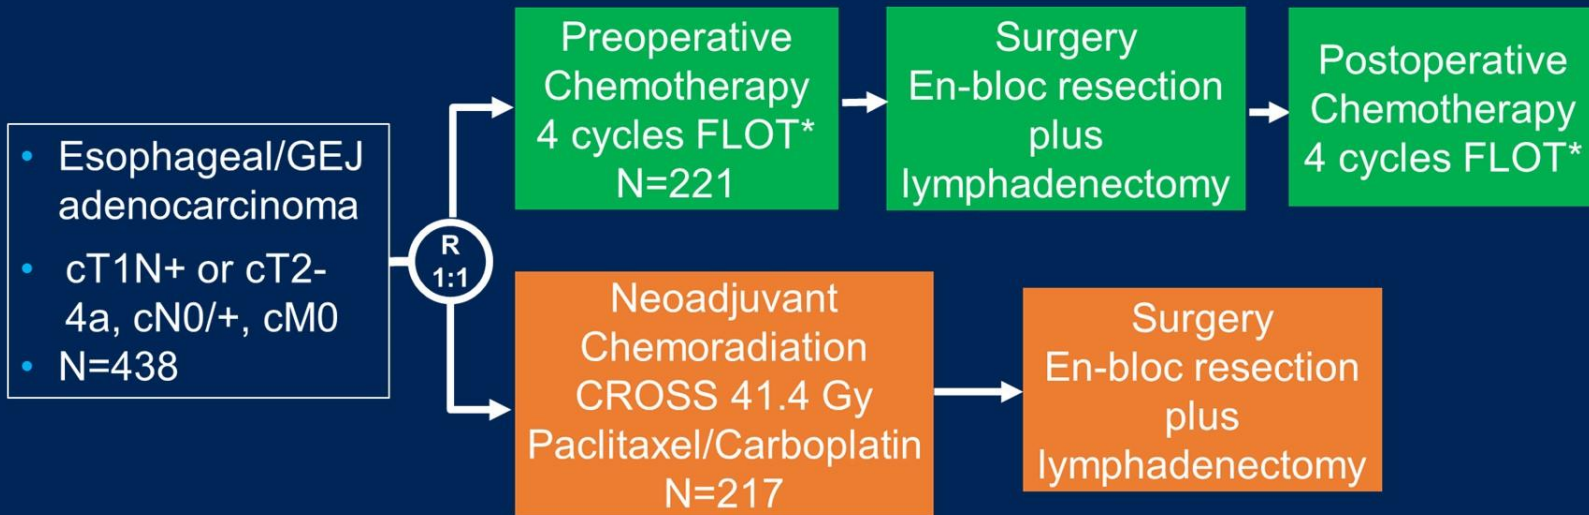 • Esophageal/GEJ
adenocarcinoma
• cT1N+ or cT2-
4a, cN0/+, cM0
• N=438
R
1:1
Preoperative
Chemotherapy
4 cycles FLOT*
N=221
Surgery
En-bloc resection
plus
lymphadenectomy
Postoperative
Chemotherapy
4 cycles FLOT*
Neoadjuvant
Chemoradiation
CROSS 41.4 Gy
Paclitaxel/Carboplatin
N=217
Surgery
En-bloc resection
plus
lymphadenectomy